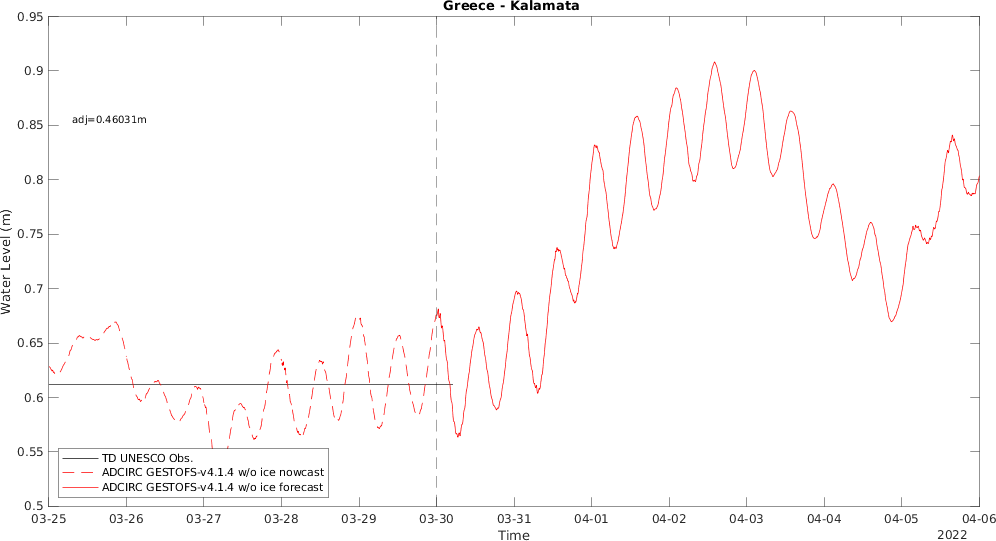 Greece - Kalamata
0.95
0.9
0.85
0.8
0.75
0.7
0.65
0.6
0.55
0.5
Water Level (m)
adj=0.46031m
TD UNESCO Obs.
ADCIRC GESTOFS-v4.1.4 w/o ice nowcast
ADCIRC GESTOFS-v4.1.4 w/o ice forecast
03-25 03-26 03-27 03-28 03-29 03-30 03-31 04-01 04-02 04-03 04-04 04-05 04-06
Time
2022